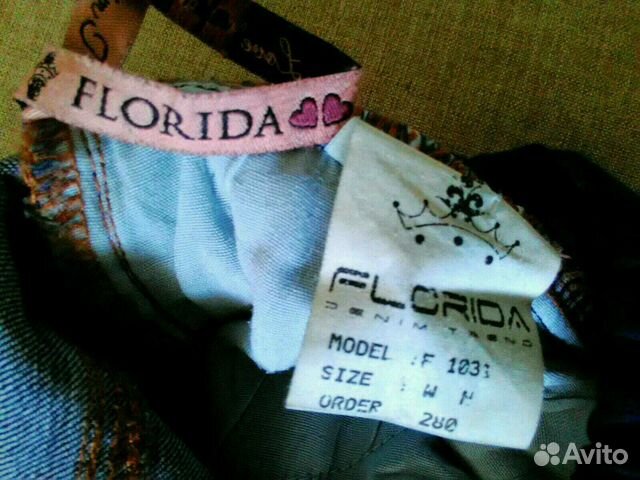 FLORIDA
FLORIDA
DENIM TREND
MODEL :F 1031
SIZE : W M
ORDER 280
Avito